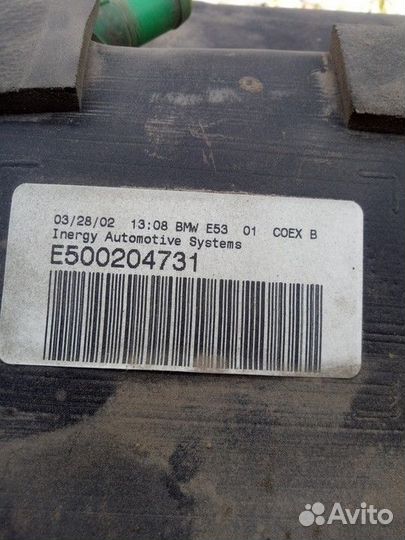 03/28/02 13:08 BMW E53 01 COEX B
Inergy Automotive Systems
E500204731
Avito